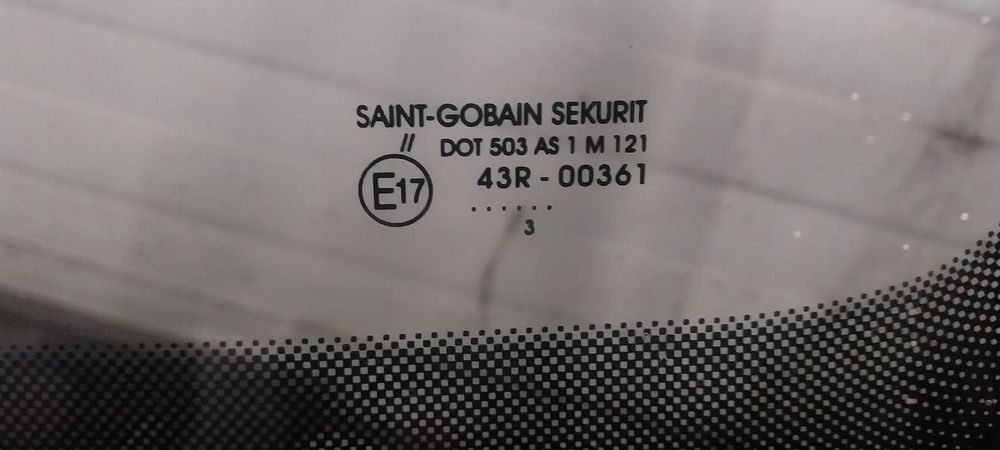 SAINT-GOBAIN SEKURIT
// DOT 503 AS 1 M 121
E17 43R - 00361
......
3